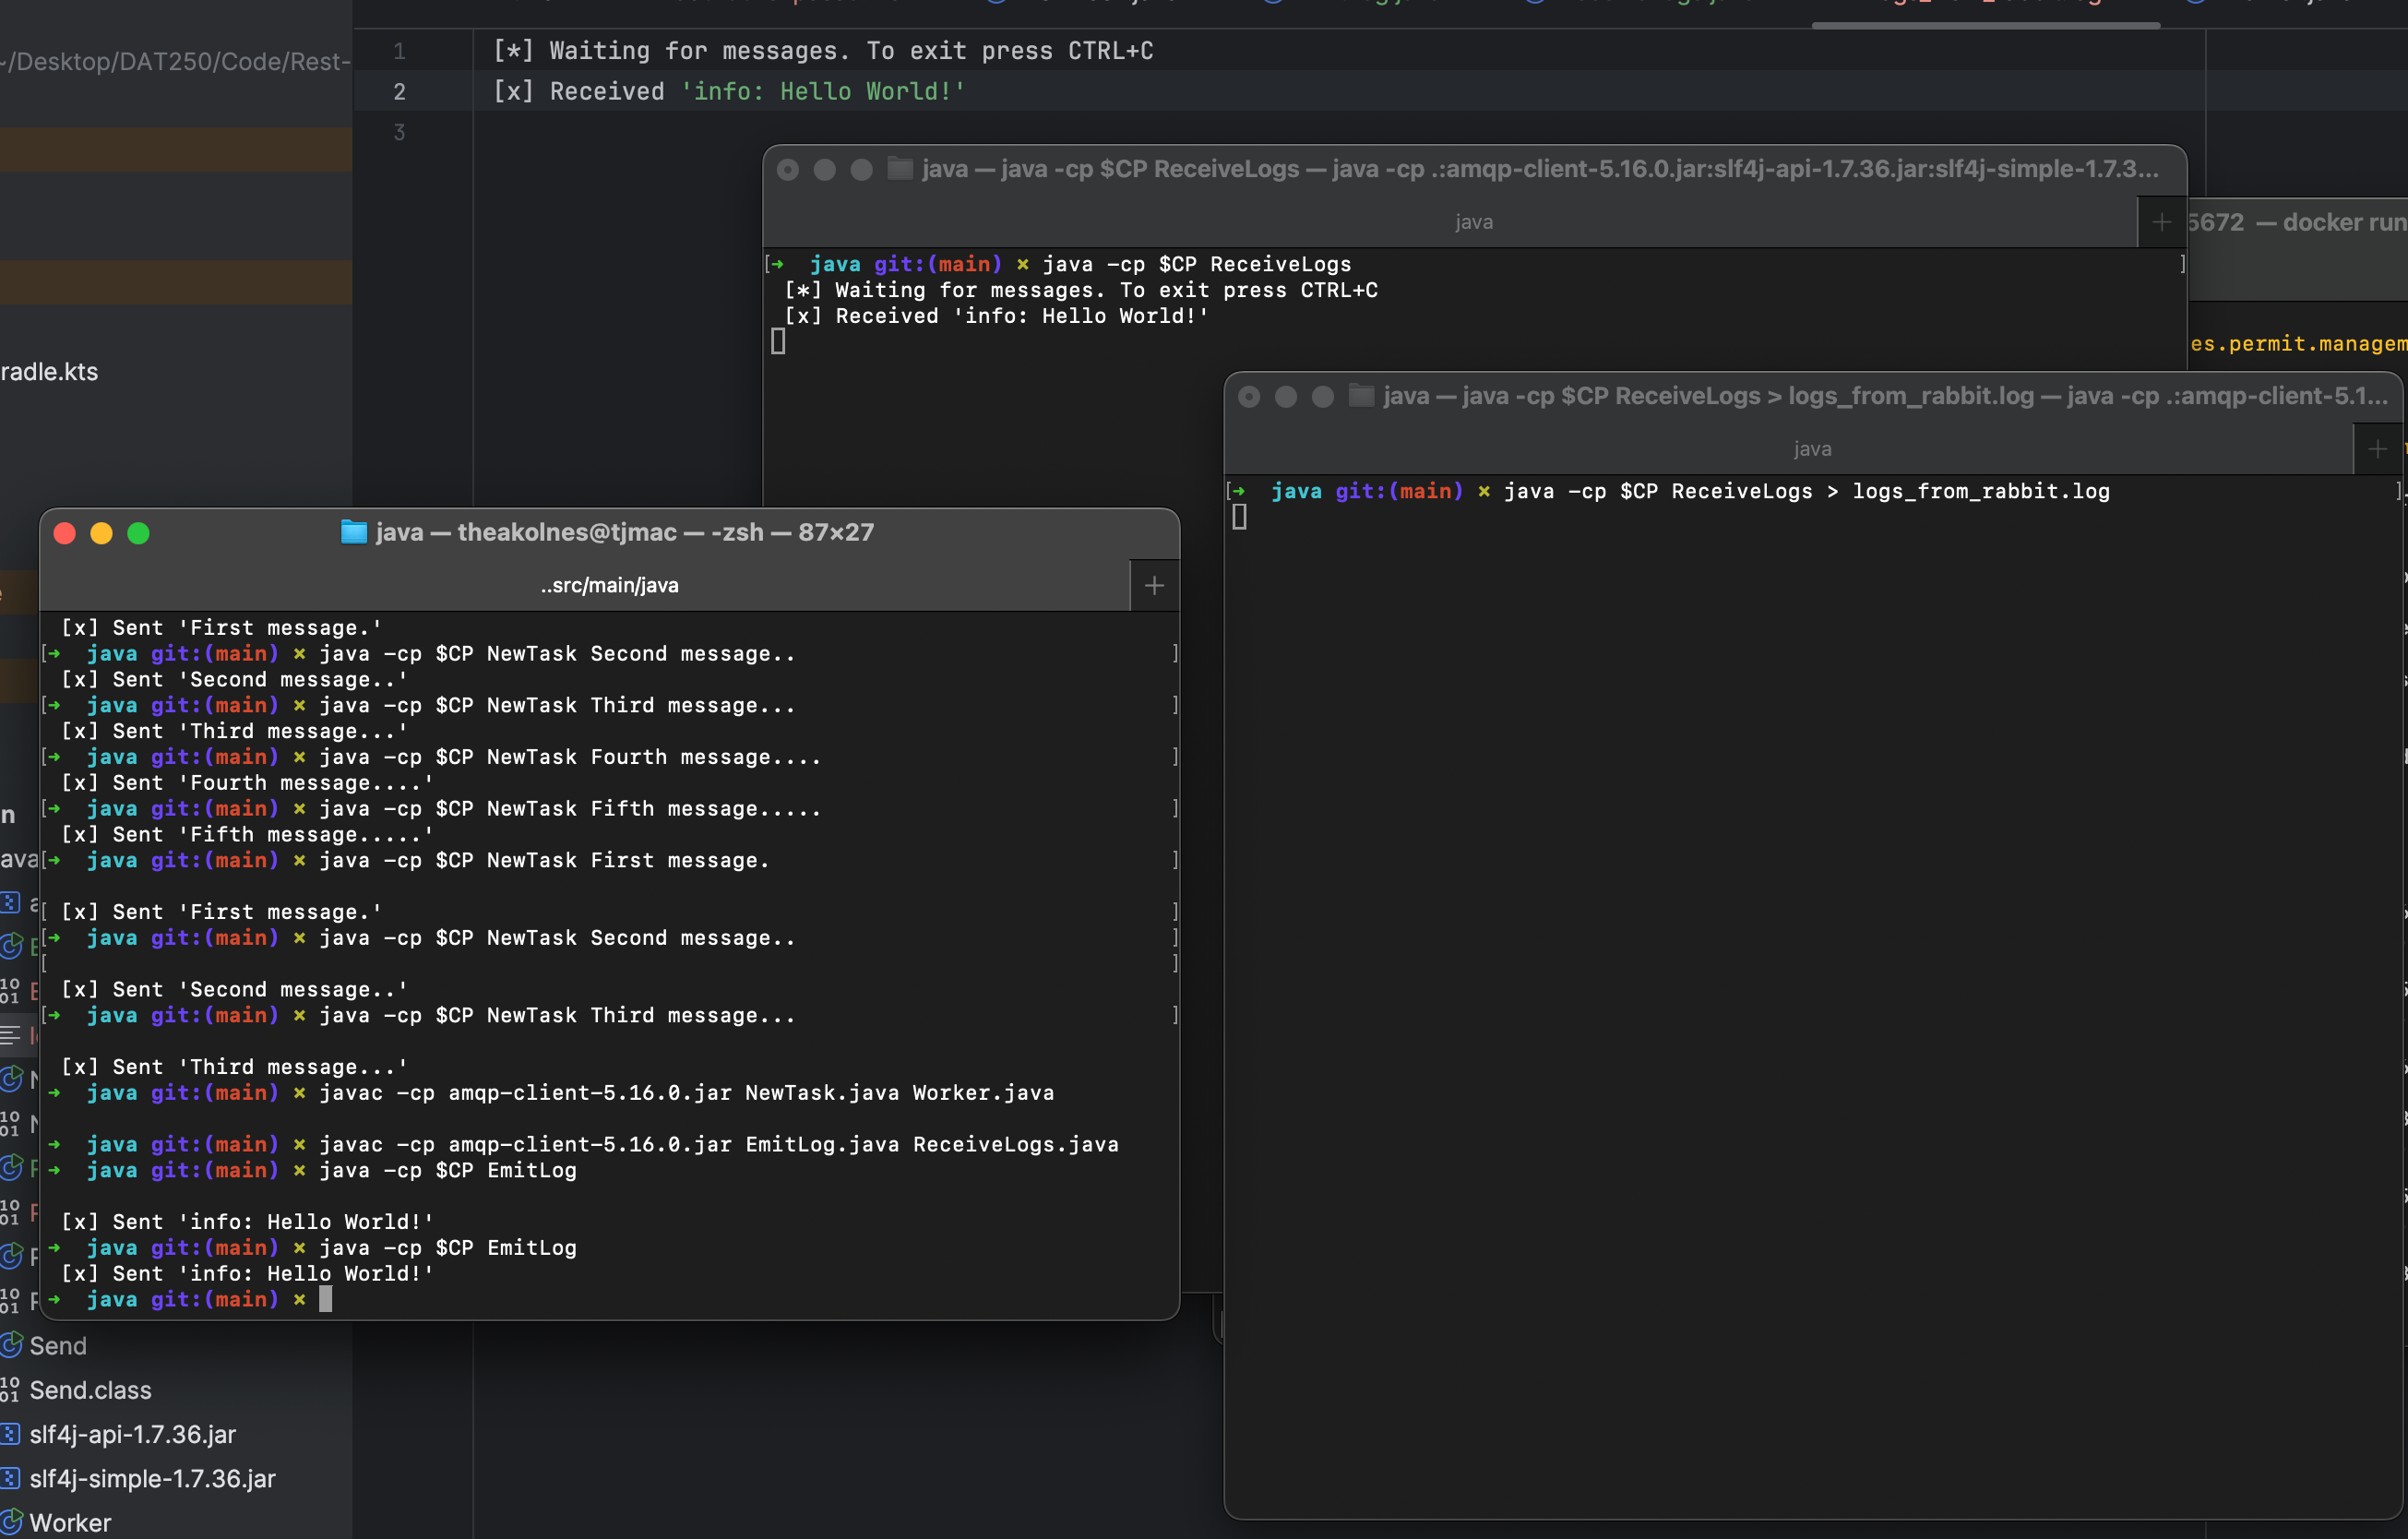 ~/Desktop/DAT250/Code/Rest-
1 [*] Waiting for messages. To exit press CTRL+C
2 [x] Received 'info: Hello World!'
3
radle.kts
java — java -cp $CP ReceiveLogs — java -cp .:amqp-client-5.16.0.jar:slf4j-api-1.7.36.jar:slf4j-simple-1.7.3...
java
[➜  java git:(main) ✗ java -cp $CP ReceiveLogs ]
[*] Waiting for messages. To exit press CTRL+C
[x] Received 'info: Hello World!'
5672 — docker run
es.permit.managem
java — java -cp $CP ReceiveLogs > logs_from_rabbit.log — java -cp .:amqp-client-5.1...
java
[➜  java git:(main) ✗ java -cp $CP ReceiveLogs > logs_from_rabbit.log ]
java — theakolnes@tjmac — -zsh — 87×27
..src/main/java
[x] Sent 'First message.'
[➜  java git:(main) ✗ java -cp $CP NewTask Second message.. ]
[x] Sent 'Second message..'
[➜  java git:(main) ✗ java -cp $CP NewTask Third message... ]
[x] Sent 'Third message...'
[➜  java git:(main) ✗ java -cp $CP NewTask Fourth message.... ]
[x] Sent 'Fourth message....'
[➜  java git:(main) ✗ java -cp $CP NewTask Fifth message..... ]
[x] Sent 'Fifth message.....'
[➜  java git:(main) ✗ java -cp $CP NewTask First message. ]
[ [x] Sent 'First message.' ]
[➜  java git:(main) ✗ java -cp $CP NewTask Second message.. ]
[ ]
[x] Sent 'Second message..'
[➜  java git:(main) ✗ java -cp $CP NewTask Third message... ]
[x] Sent 'Third message...'
➜  java git:(main) ✗ javac -cp amqp-client-5.16.0.jar NewTask.java Worker.java
➜  java git:(main) ✗ javac -cp amqp-client-5.16.0.jar EmitLog.java ReceiveLogs.java
➜  java git:(main) ✗ java -cp $CP EmitLog
[x] Sent 'info: Hello World!'
➜  java git:(main) ✗ java -cp $CP EmitLog
[x] Sent 'info: Hello World!'
➜  java git:(main) ✗
n
ava
Send
Send.class
slf4j-api-1.7.36.jar
slf4j-simple-1.7.36.jar
Worker